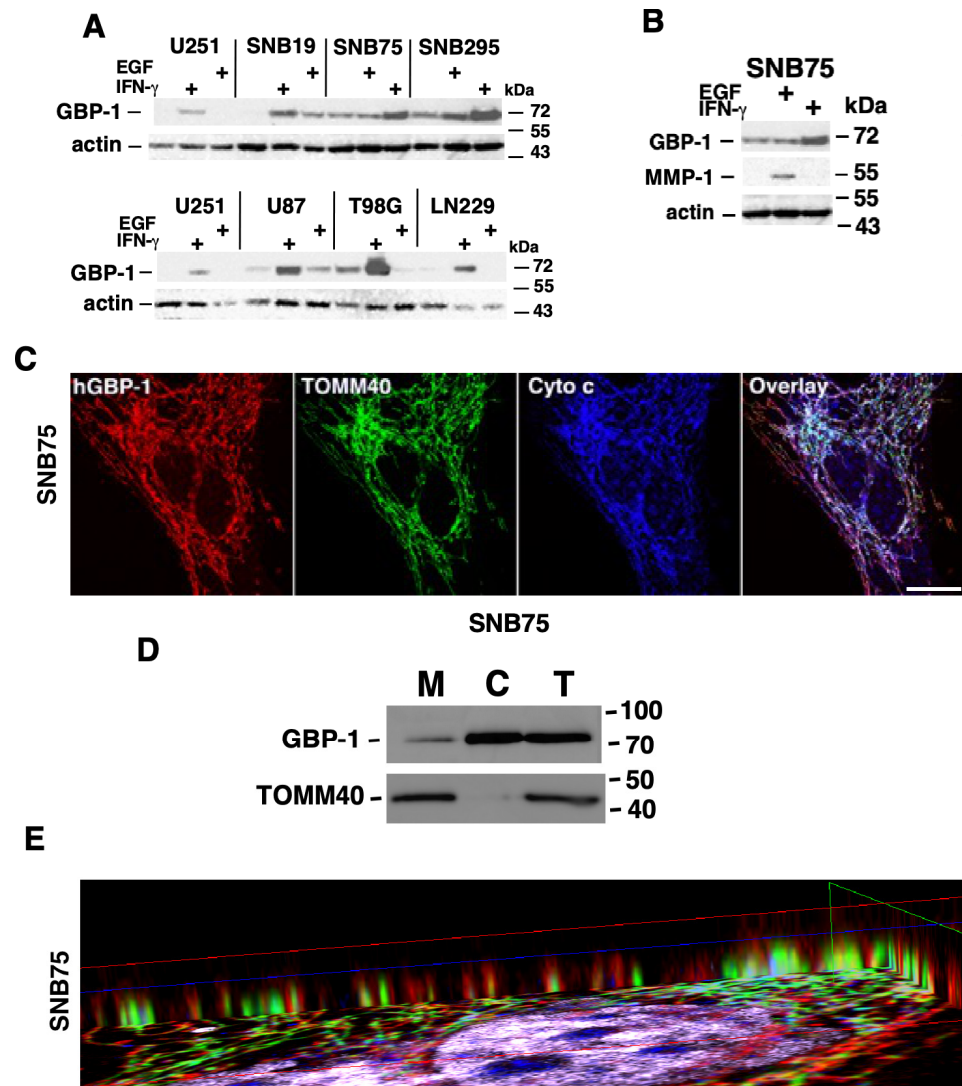 A
U251 SNB19 SNB75 SNB295
EGF + + + +
IFN-γ + + + + kDa
GBP-1 – – 72
– 55
actin – – 43
U251 U87 T98G LN229
EGF + + + +
IFN-γ + + + + kDa
GBP-1 – – 72
– 55
actin – – 43
B
SNB75
EGF +
IFN-γ + kDa
GBP-1 – – 72
MMP-1 – – 55
– 55
actin – – 43
C
hGBP-1 TOMM40 Cyto c Overlay
SNB75
SNB75
D
M C T
– 100
GBP-1 – – 70
– 50
TOMM40 – – 40
E
SNB75